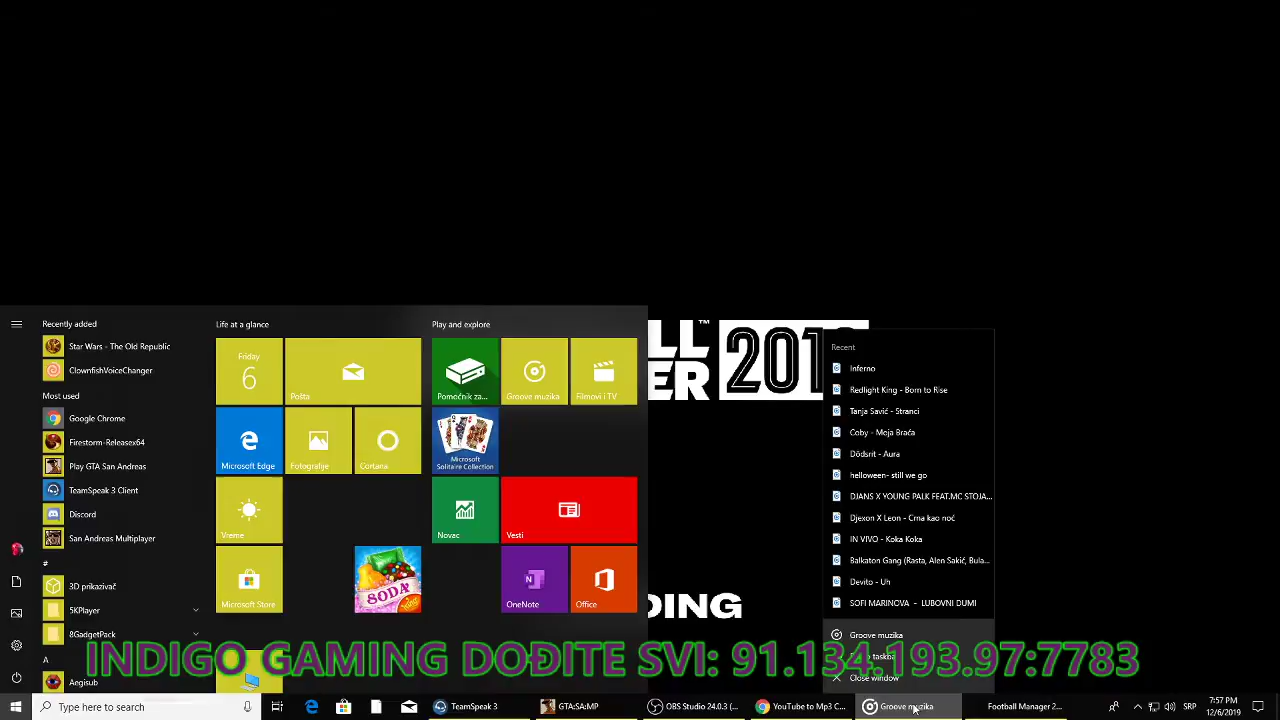 Recently added
Star Wars - The Old Republic
ClownfishVoiceChanger
Most used
Google Chrome
Firestorm-Releasex64
Play GTA San Andreas
TeamSpeak 3 Client
Discord
San Andreas Multiplayer
#
3D prikazivač
5KPlayer
8GadgetPack
A
Aegisub
Life at a glance
Friday
6
Pošta
Microsoft Edge
Fotografije
Cortana
Vreme
SODA
Microsoft Store
Play and explore
Pomoćnik za...
Groove muzika
Filmovi i TV
Microsoft
Solitaire Collection
Novac
Vesti
OneNote
Office
LL™
ER
201
DING
Recent
Inferno
Redlight King - Born to Rise
Tanja Savić - Stranci
Coby - Moja Braća
Dödsrit - Aura
helloween- still we go
DJANS X YOUNG PALK FEAT.MC STOJA...
Djexon X Leon - Crna kao noć
IN VIVO - Koka Koka
Balkaton Gang (Rasta, Alen Sakić, Bula...
Devito - Uh
SOFI MARINOVA - LUBOVNI DUMI
Groove muzika
Close window
INDIGO GAMING DOĐITE SVI: 91.134.193.97:7783
Type here to search
TeamSpeak 3
GTA:SA:MP
OBS Studio 24.0.3 (...
YouTube to Mp3 C...
Groove muzika
Football Manager 2...
SRP
7:57 PM
12/6/2019